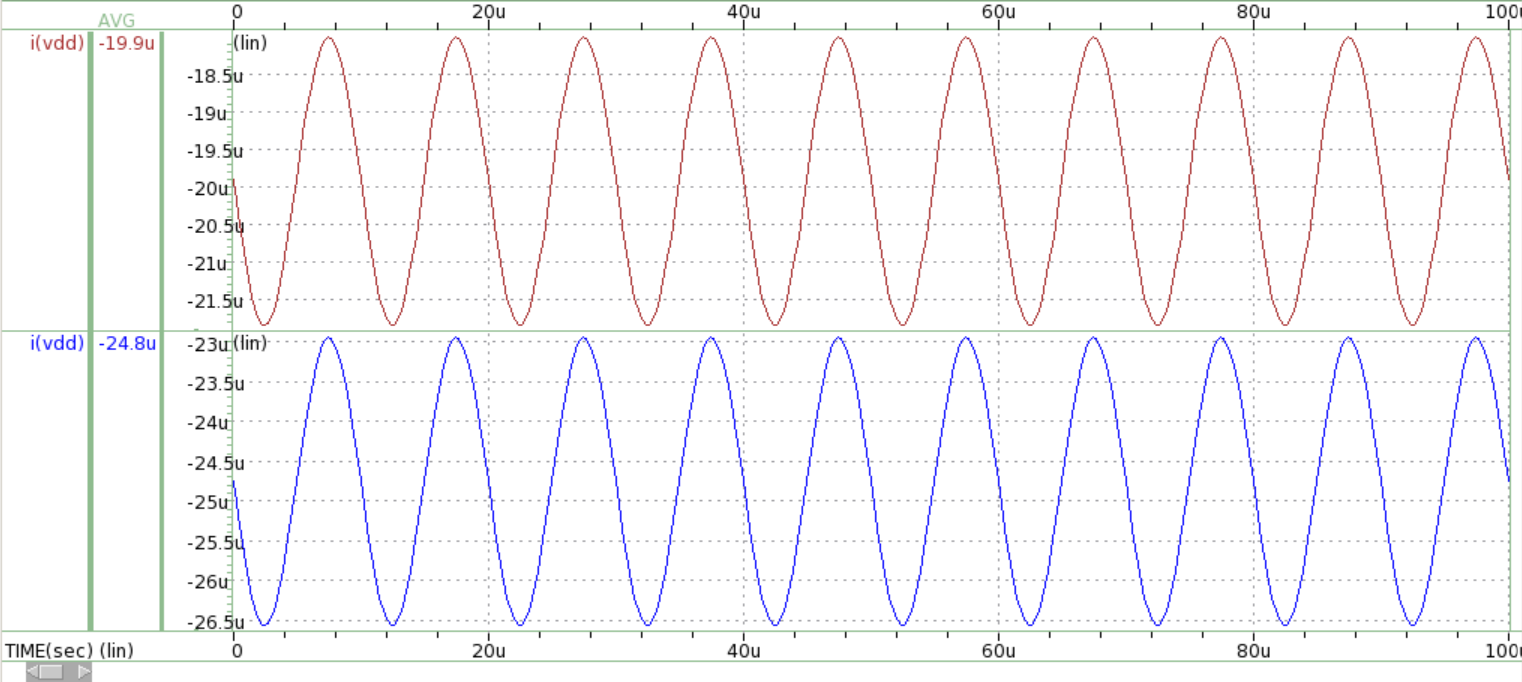 AVG
0 20u 40u 60u 80u 100u
i(vdd) -19.9u (lin)
-18.5u
-19u
-19.5u
-20u
-20.5u
-21u
-21.5u
i(vdd) -24.8u -23u (lin)
-23.5u
-24u
-24.5u
-25u
-25.5u
-26u
-26.5u
TIME(sec) (lin) 0 20u 40u 60u 80u 100u